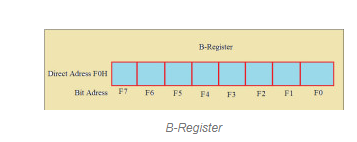 B-Register
Direct Adress F0H
Bit Adress F7 F6 F5 F4 F3 F2 F1 F0
B-Register